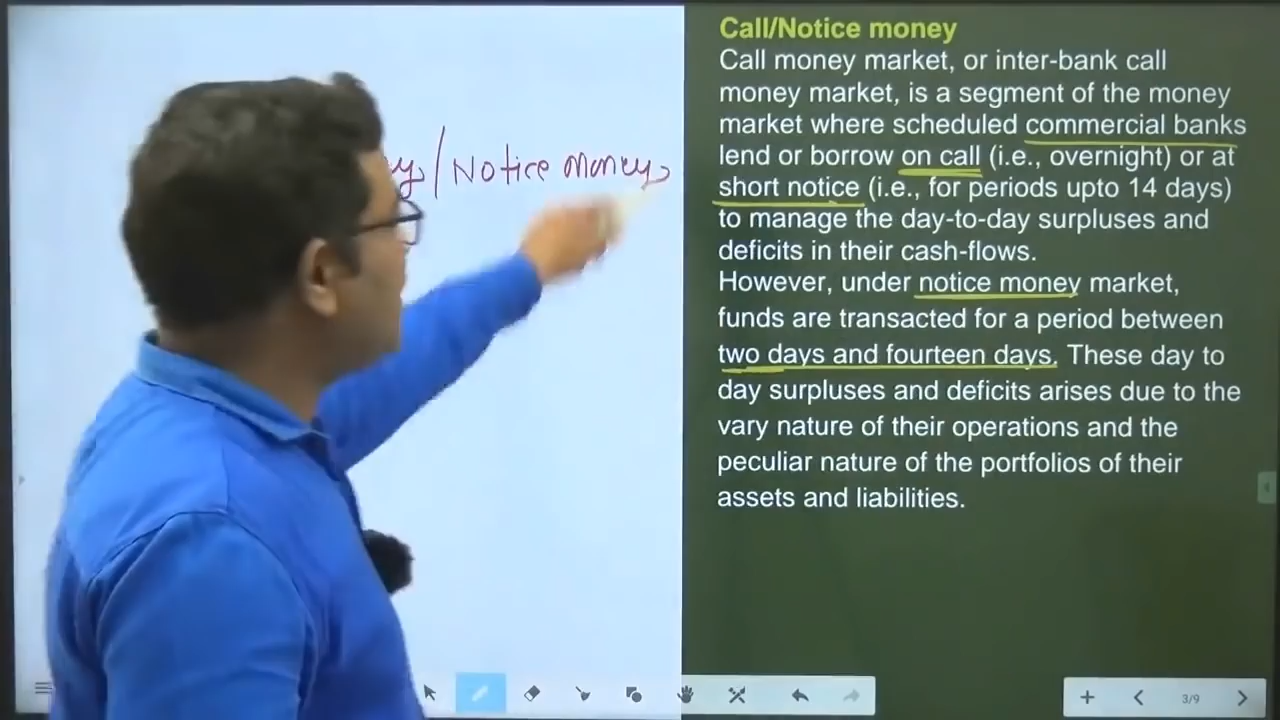 /Notice Money
Call/Notice money
Call money market, or inter-bank call
money market, is a segment of the money
market where scheduled commercial banks
lend or borrow on call (i.e., overnight) or at
short notice (i.e., for periods upto 14 days)
to manage the day-to-day surpluses and
deficits in their cash-flows.
However, under notice money market,
funds are transacted for a period between
two days and fourteen days. These day to
day surpluses and deficits arises due to the
vary nature of their operations and the
peculiar nature of the portfolios of their
assets and liabilities.
3/9